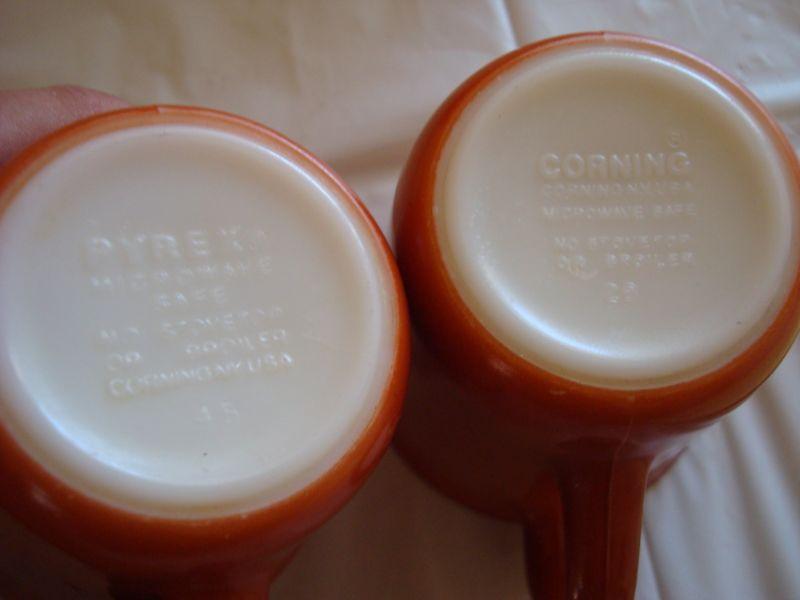 PYREX®
MICROWAVE
SAFE
NO STOVETOP
OR BROILER
CORNING NY USA
CORNING®
CORNING NY, USA
MICROWAVE SAFE
NO STOVETOP
OR BROILER